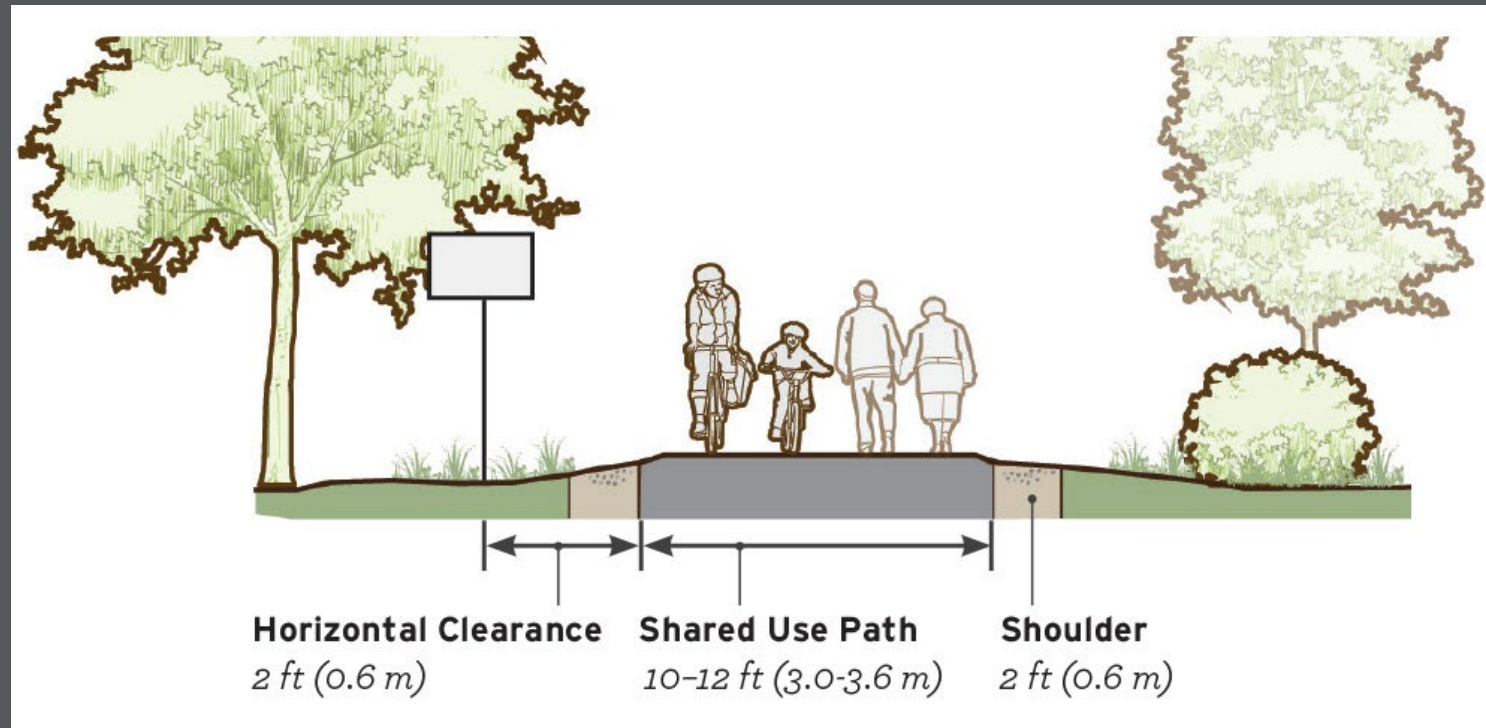 Horizontal Clearance
2 ft (0.6 m)
Shared Use Path
10–12 ft (3.0-3.6 m)
Shoulder
2 ft (0.6 m)